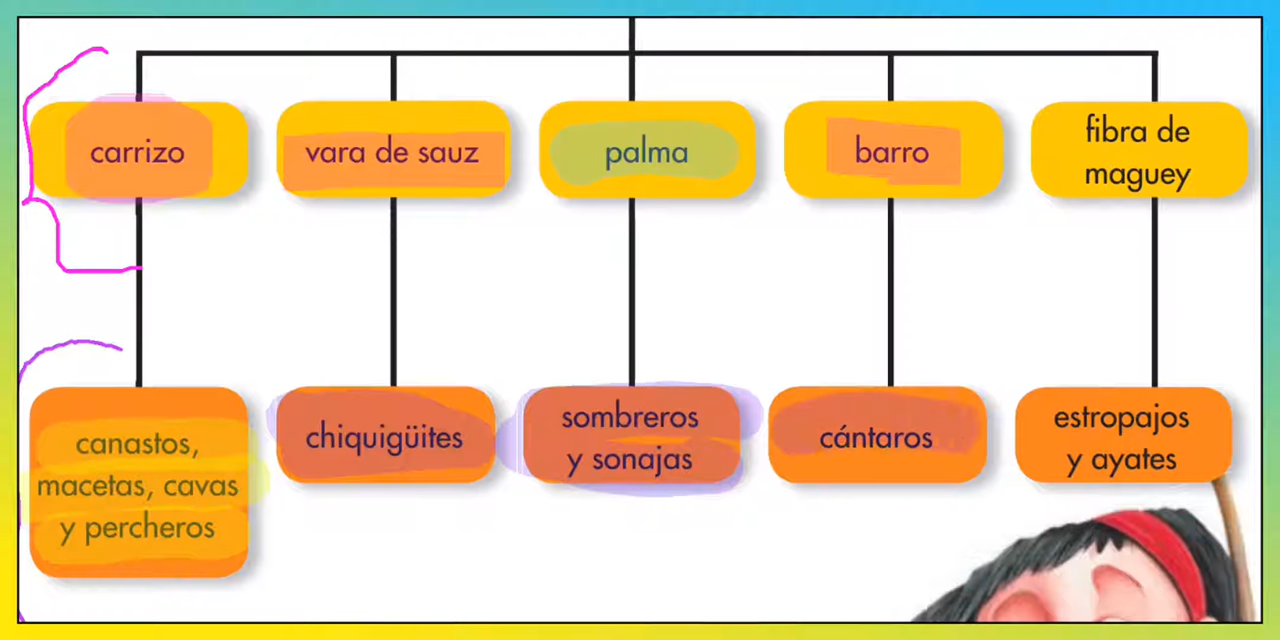 carrizo
vara de sauz
palma
barro
fibra de
maguey
canastos,
macetas, cavas
y percheros
chiquigüites
sombreros
y sonajas
cántaros
estropajos
y ayates